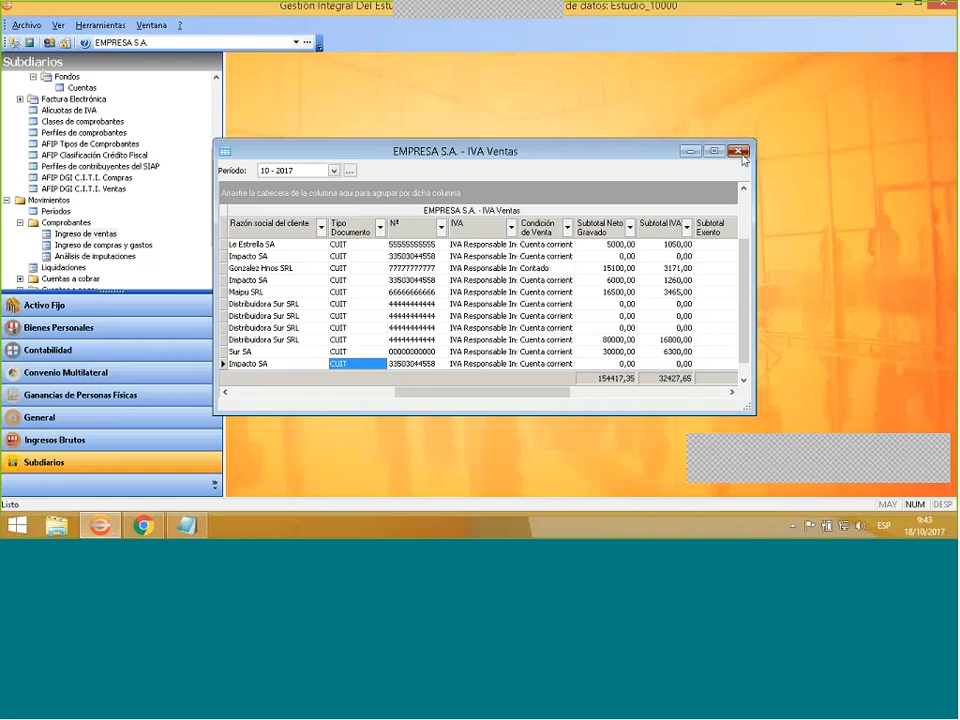 Gestión Integral Del Estu
de datos: Estudio_10000
Archivo Ver Herramientas Ventana ?
EMPRESA S.A.
Subdiarios
Fondos
Cuentas
Factura Electrónica
Alícuotas de IVA
Clases de comprobantes
Perfiles de comprobantes
AFIP Tipos de Comprobantes
AFIP Clasificación Crédito Fiscal
Perfiles de contribuyentes del SIAP
AFIP DGI C.I.T.I. Compras
AFIP DGI C.I.T.I. Ventas
Movimientos
Períodos
Comprobantes
Ingreso de ventas
Ingreso de compras y gastos
Análisis de imputaciones
Liquidaciones
Cuentas a cobrar
Activo Fijo
Bienes Personales
Contabilidad
Convenio Multilateral
Ganancias de Personas Físicas
General
Ingresos Brutos
Subdiarios
EMPRESA S.A. - IVA Ventas
Período: 10 - 2017 ...
Arrastre la cabecera de la columna aquí para agrupar por dicha columna
EMPRESA S.A. - IVA Ventas
Razón social del cliente Tipo Documento Nº IVA Condición de Venta Subtotal Neto Gravado Subtotal IVA Subtotal Exento
Le Estrella SA CUIT 55555555555 IVA Responsable In: Cuenta corrient 5000,00 1050,00
Impacto SA CUIT 33503044558 IVA Responsable In: Cuenta corrient 0,00 0,00
Gonzalez Hnos SRL CUIT 77777777777 IVA Responsable In: Contado 15100,00 3171,00
Impacto SA CUIT 33503044558 IVA Responsable In: Cuenta corrient 6000,00 1260,00
Maipu SRL CUIT 66666666666 IVA Responsable In: Cuenta corrient 16500,00 3465,00
Distribuidora Sur SRL CUIT 44444444444 IVA Responsable In: Cuenta corrient 0,00 0,00
Distribuidora Sur SRL CUIT 44444444444 IVA Responsable In: Cuenta corrient 0,00 0,00
Distribuidora Sur SRL CUIT 44444444444 IVA Responsable In: Cuenta corrient 0,00 0,00
Distribuidora Sur SRL CUIT 44444444444 IVA Responsable In: Cuenta corrient 80000,00 16800,00
Sur SA CUIT 00000000000 IVA Responsable In: Cuenta corrient 30000,00 6300,00
Impacto SA CUIT 33503044558 IVA Responsable In: Cuenta corrient 0,00 0,00
154417,35 32427,65
Listo
MAY NUM DESP
ESP
9:43
18/10/2017